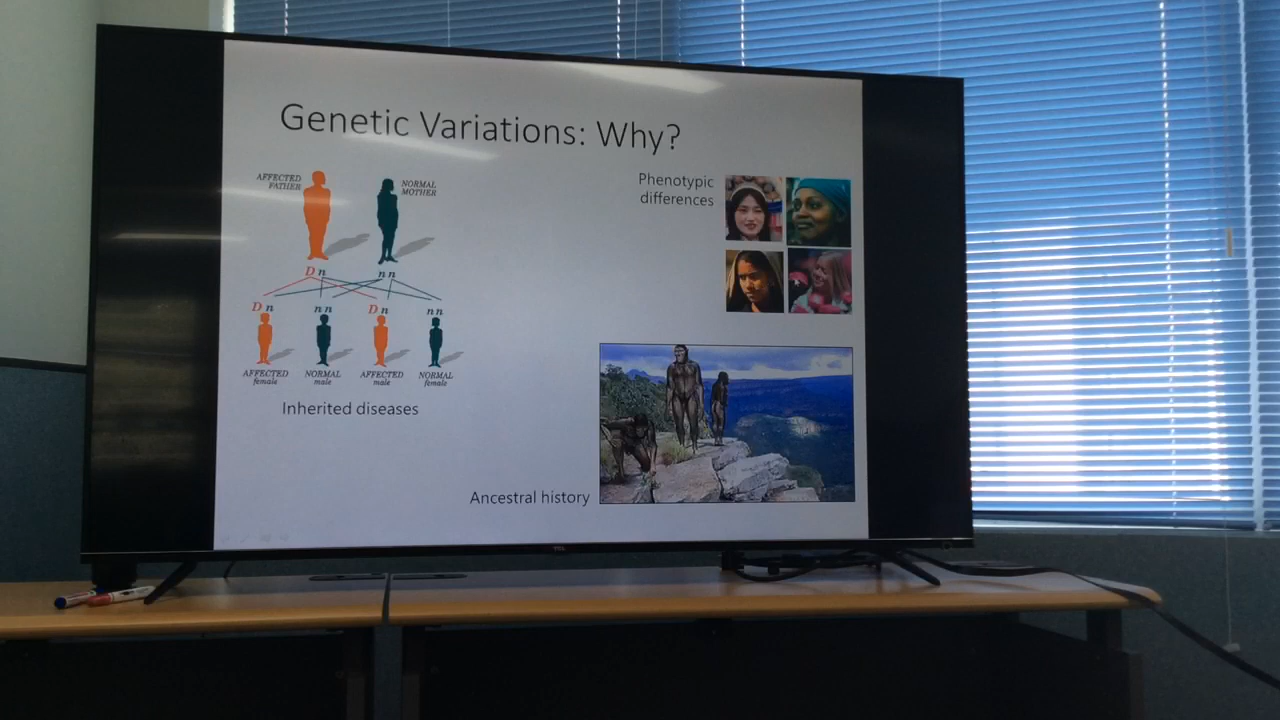 Genetic Variations: Why?
AFFECTED
FATHER
NORMAL
MOTHER
D n
n n
D n
n n
D n
n n
AFFECTED
female
NORMAL
male
AFFECTED
male
NORMAL
female
Inherited diseases
Phenotypic
differences
Ancestral history
TCL